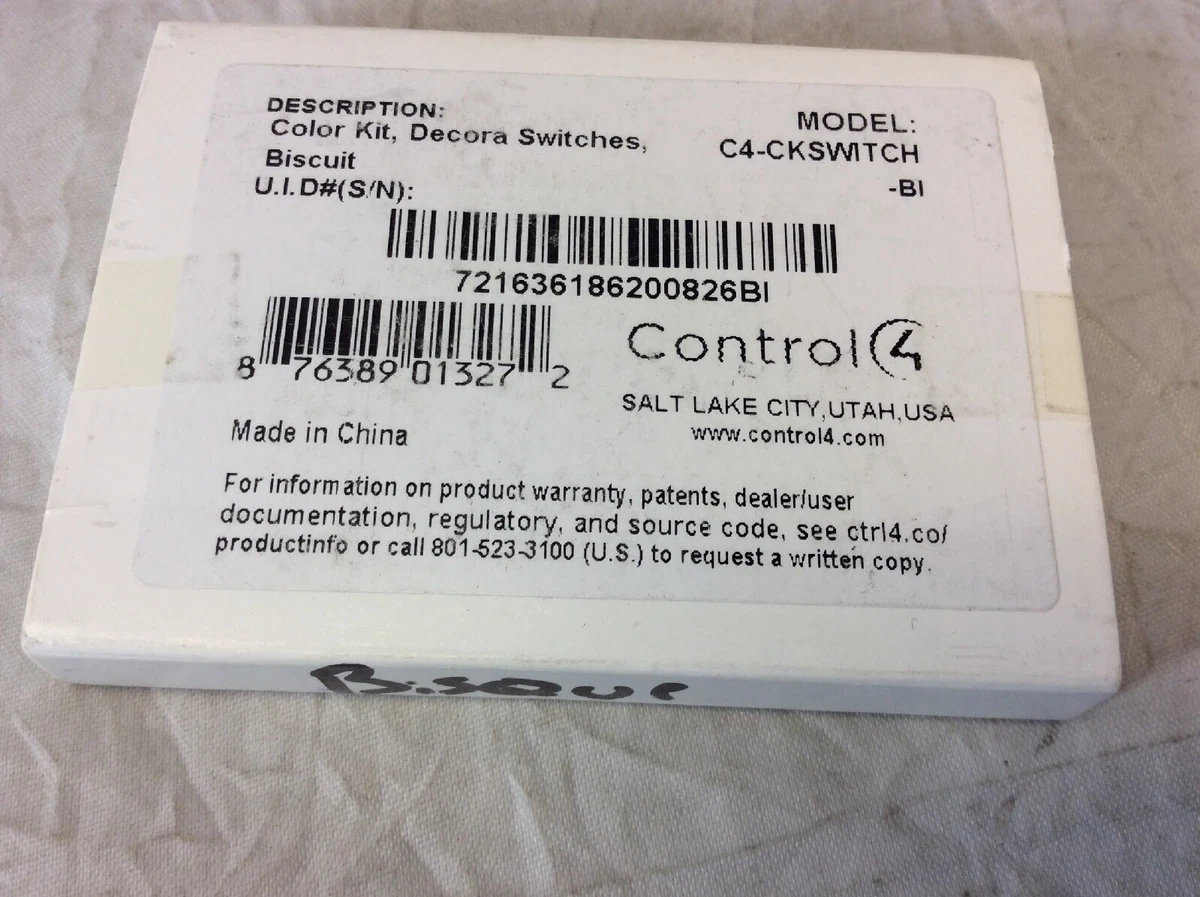 DESCRIPTION:
Color Kit, Decora Switches,
Biscuit
U.I.D#(S/N):
MODEL:
C4-CKSWITCH
-BI
721636186200826BI
8 76389 01327 2
Control4
SALT LAKE CITY,UTAH,USA
www.control4.com
Made in China
For information on product warranty, patents, dealer/user
documentation, regulatory, and source code, see ctrl4.co/
productinfo or call 801-523-3100 (U.S.) to request a written copy.
Bisque